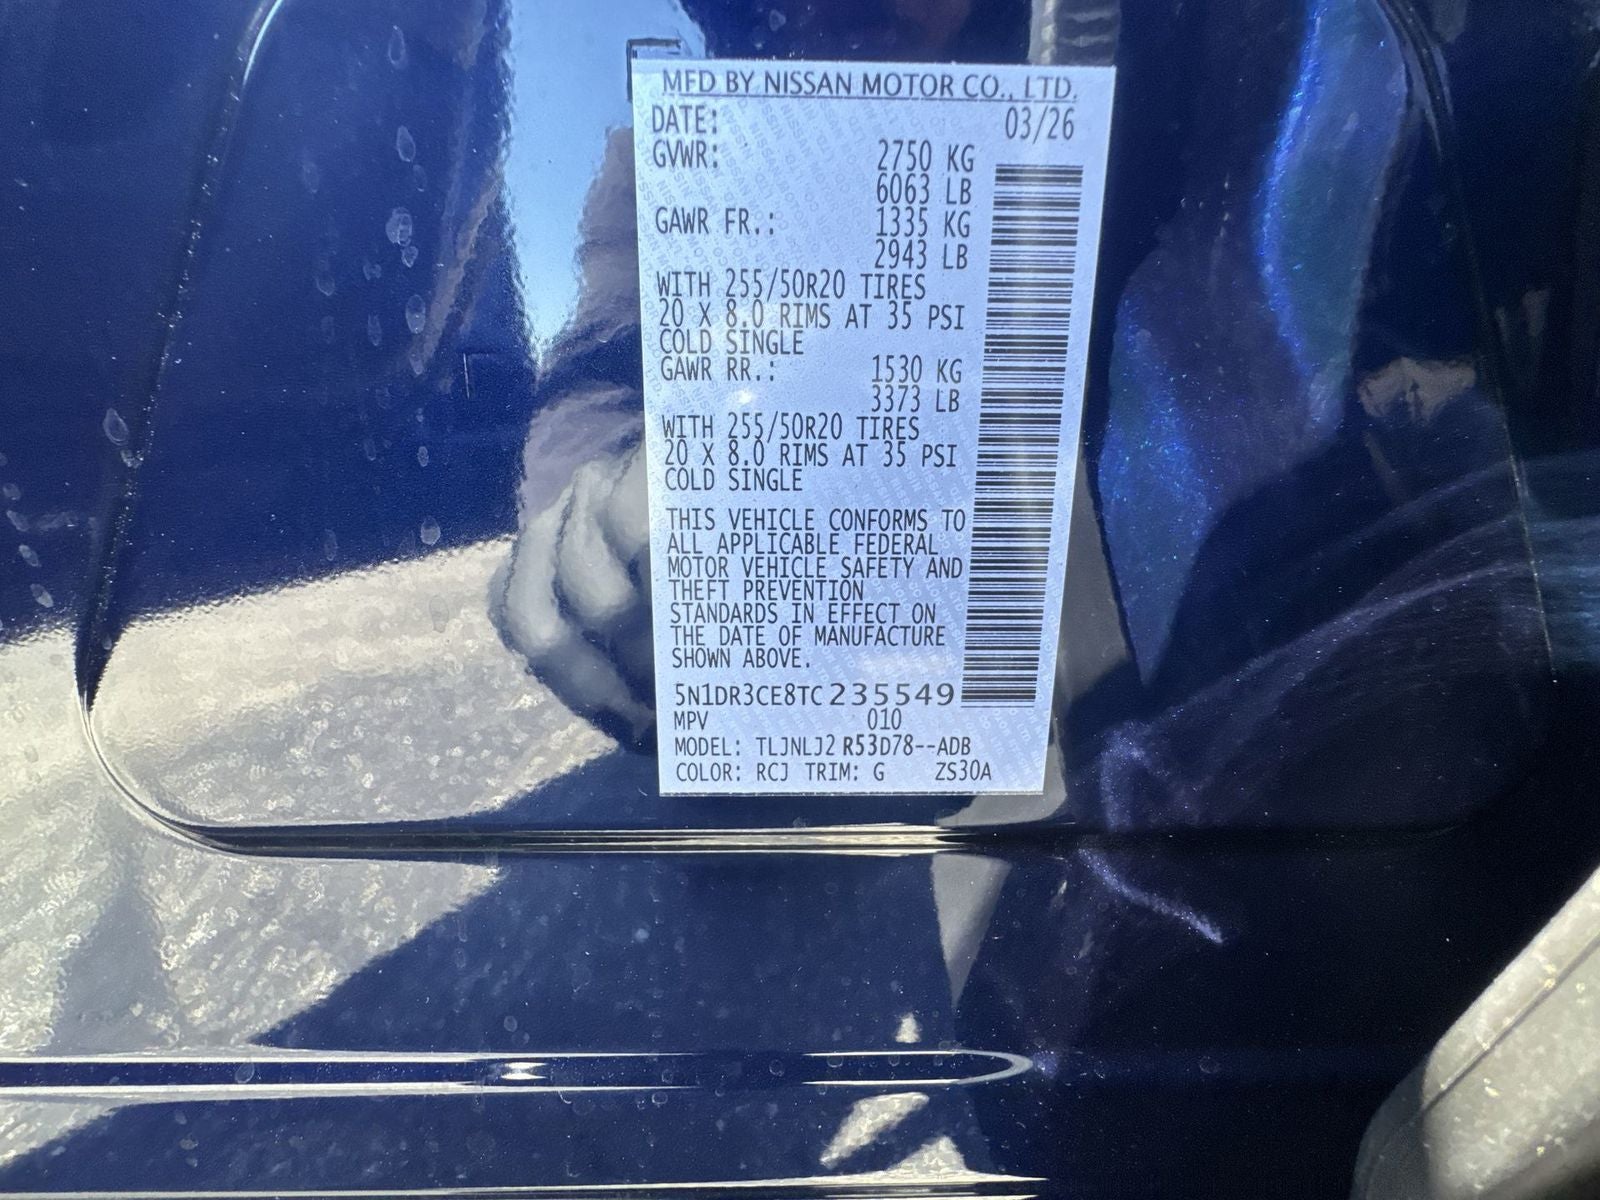 MFD BY NISSAN MOTOR CO., LTD.
DATE: 03/26
GVWR: 2750 KG
6063 LB
GAWR FR.: 1335 KG
2943 LB
WITH 255/50R20 TIRES
20 X 8.0 RIMS AT 35 PSI
COLD SINGLE
GAWR RR.: 1530 KG
3373 LB
WITH 255/50R20 TIRES
20 X 8.0 RIMS AT 35 PSI
COLD SINGLE
THIS VEHICLE CONFORMS TO
ALL APPLICABLE FEDERAL
MOTOR VEHICLE SAFETY AND
THEFT PREVENTION
STANDARDS IN EFFECT ON
THE DATE OF MANUFACTURE
SHOWN ABOVE.
5N1DR3CE8TC235549
MPV 010
MODEL: TLJNLJ2 R53D78--ADB
COLOR: RCJ TRIM: G ZS30A